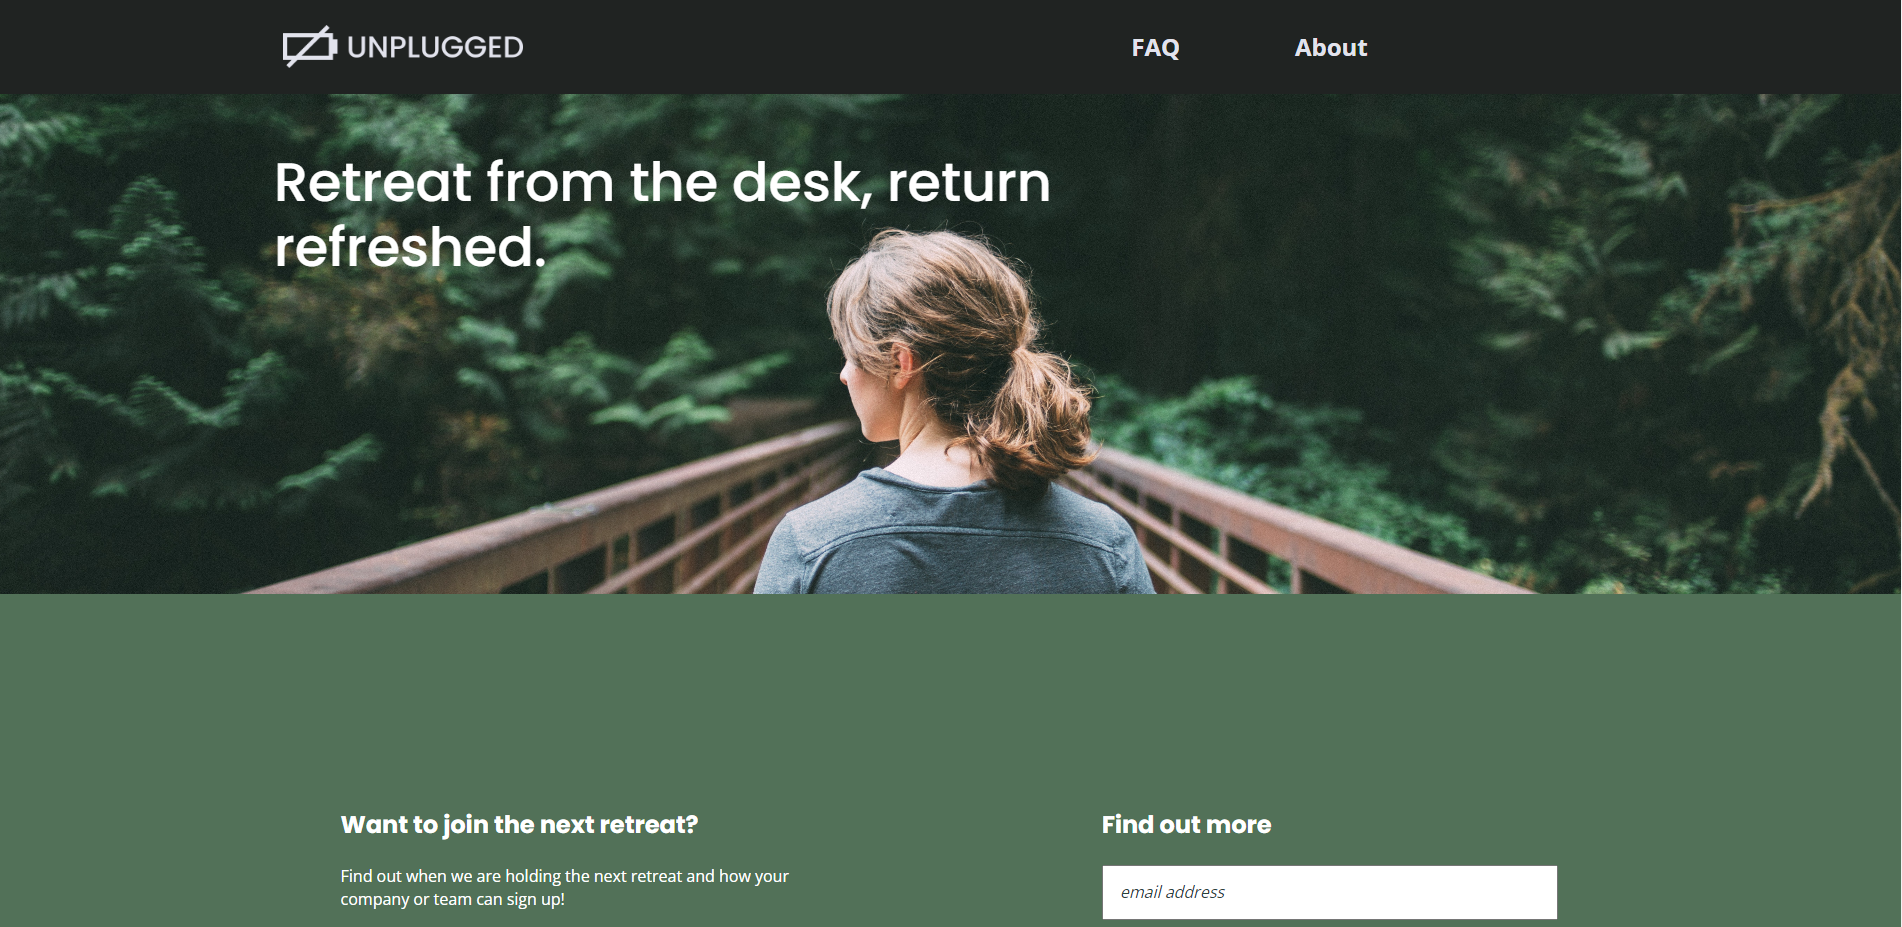 UNPLUGGED
FAQ
About
Retreat from the desk, return
refreshed.
Want to join the next retreat?
Find out when we are holding the next retreat and how your
company or team can sign up!
Find out more
email address